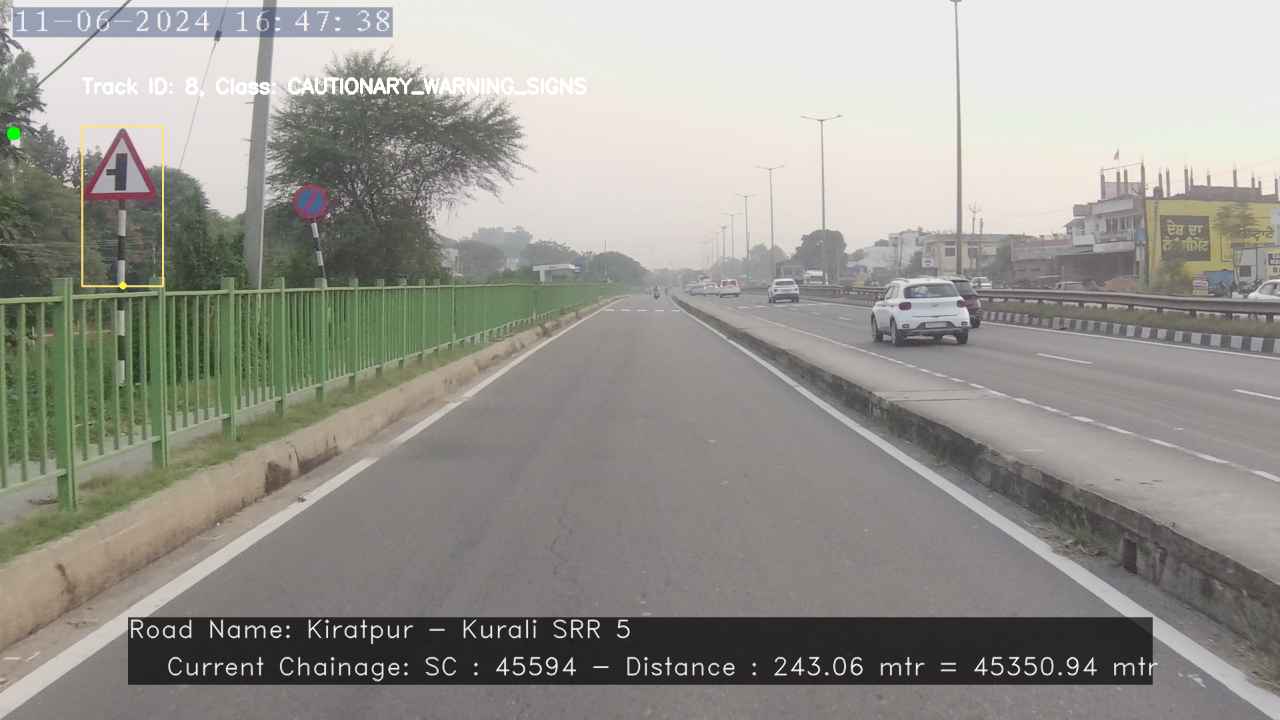 11-06-2024 16:47:38
Track ID: 8, Class: CAUTIONARY_WARNING_SIGNS
ਦੇਸ਼ ਦਾ
Road Name: Kiratpur - Kurali SRR 5
Current Chainage: SC : 45594 - Distance : 243.06 mtr = 45350.94 mtr